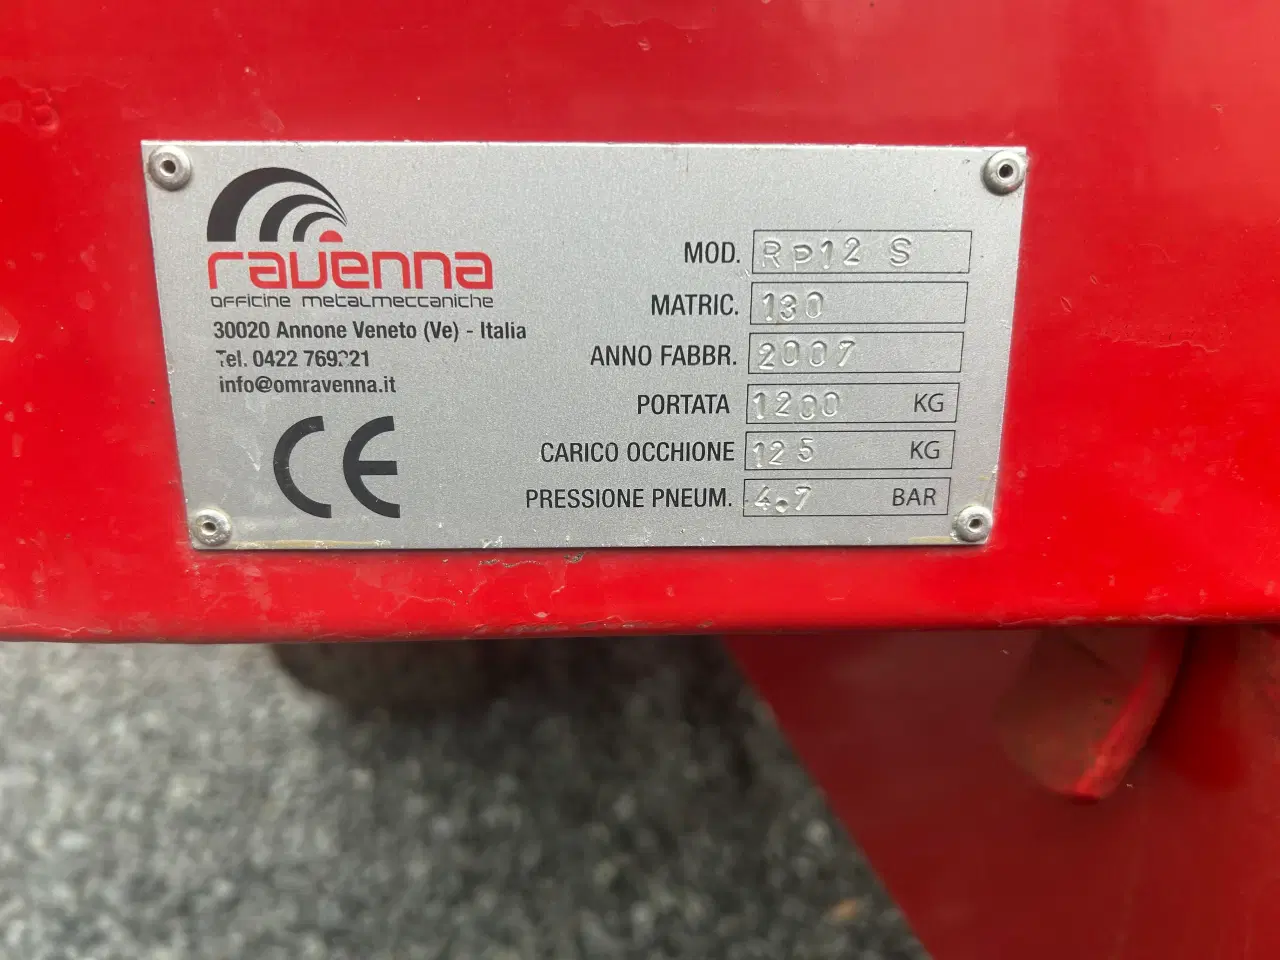 ravenna
officine metalmeccaniche
30020 Annone Veneto (Ve) - Italia
Tel. 0422 769221
info@omravenna.it
CE
MOD. RP12 S
MATRIC. 130
ANNO FABBR. 2007
PORTATA 1200 KG
CARICO OCCHIONE 125 KG
PRESSIONE PNEUM. 4.7 BAR